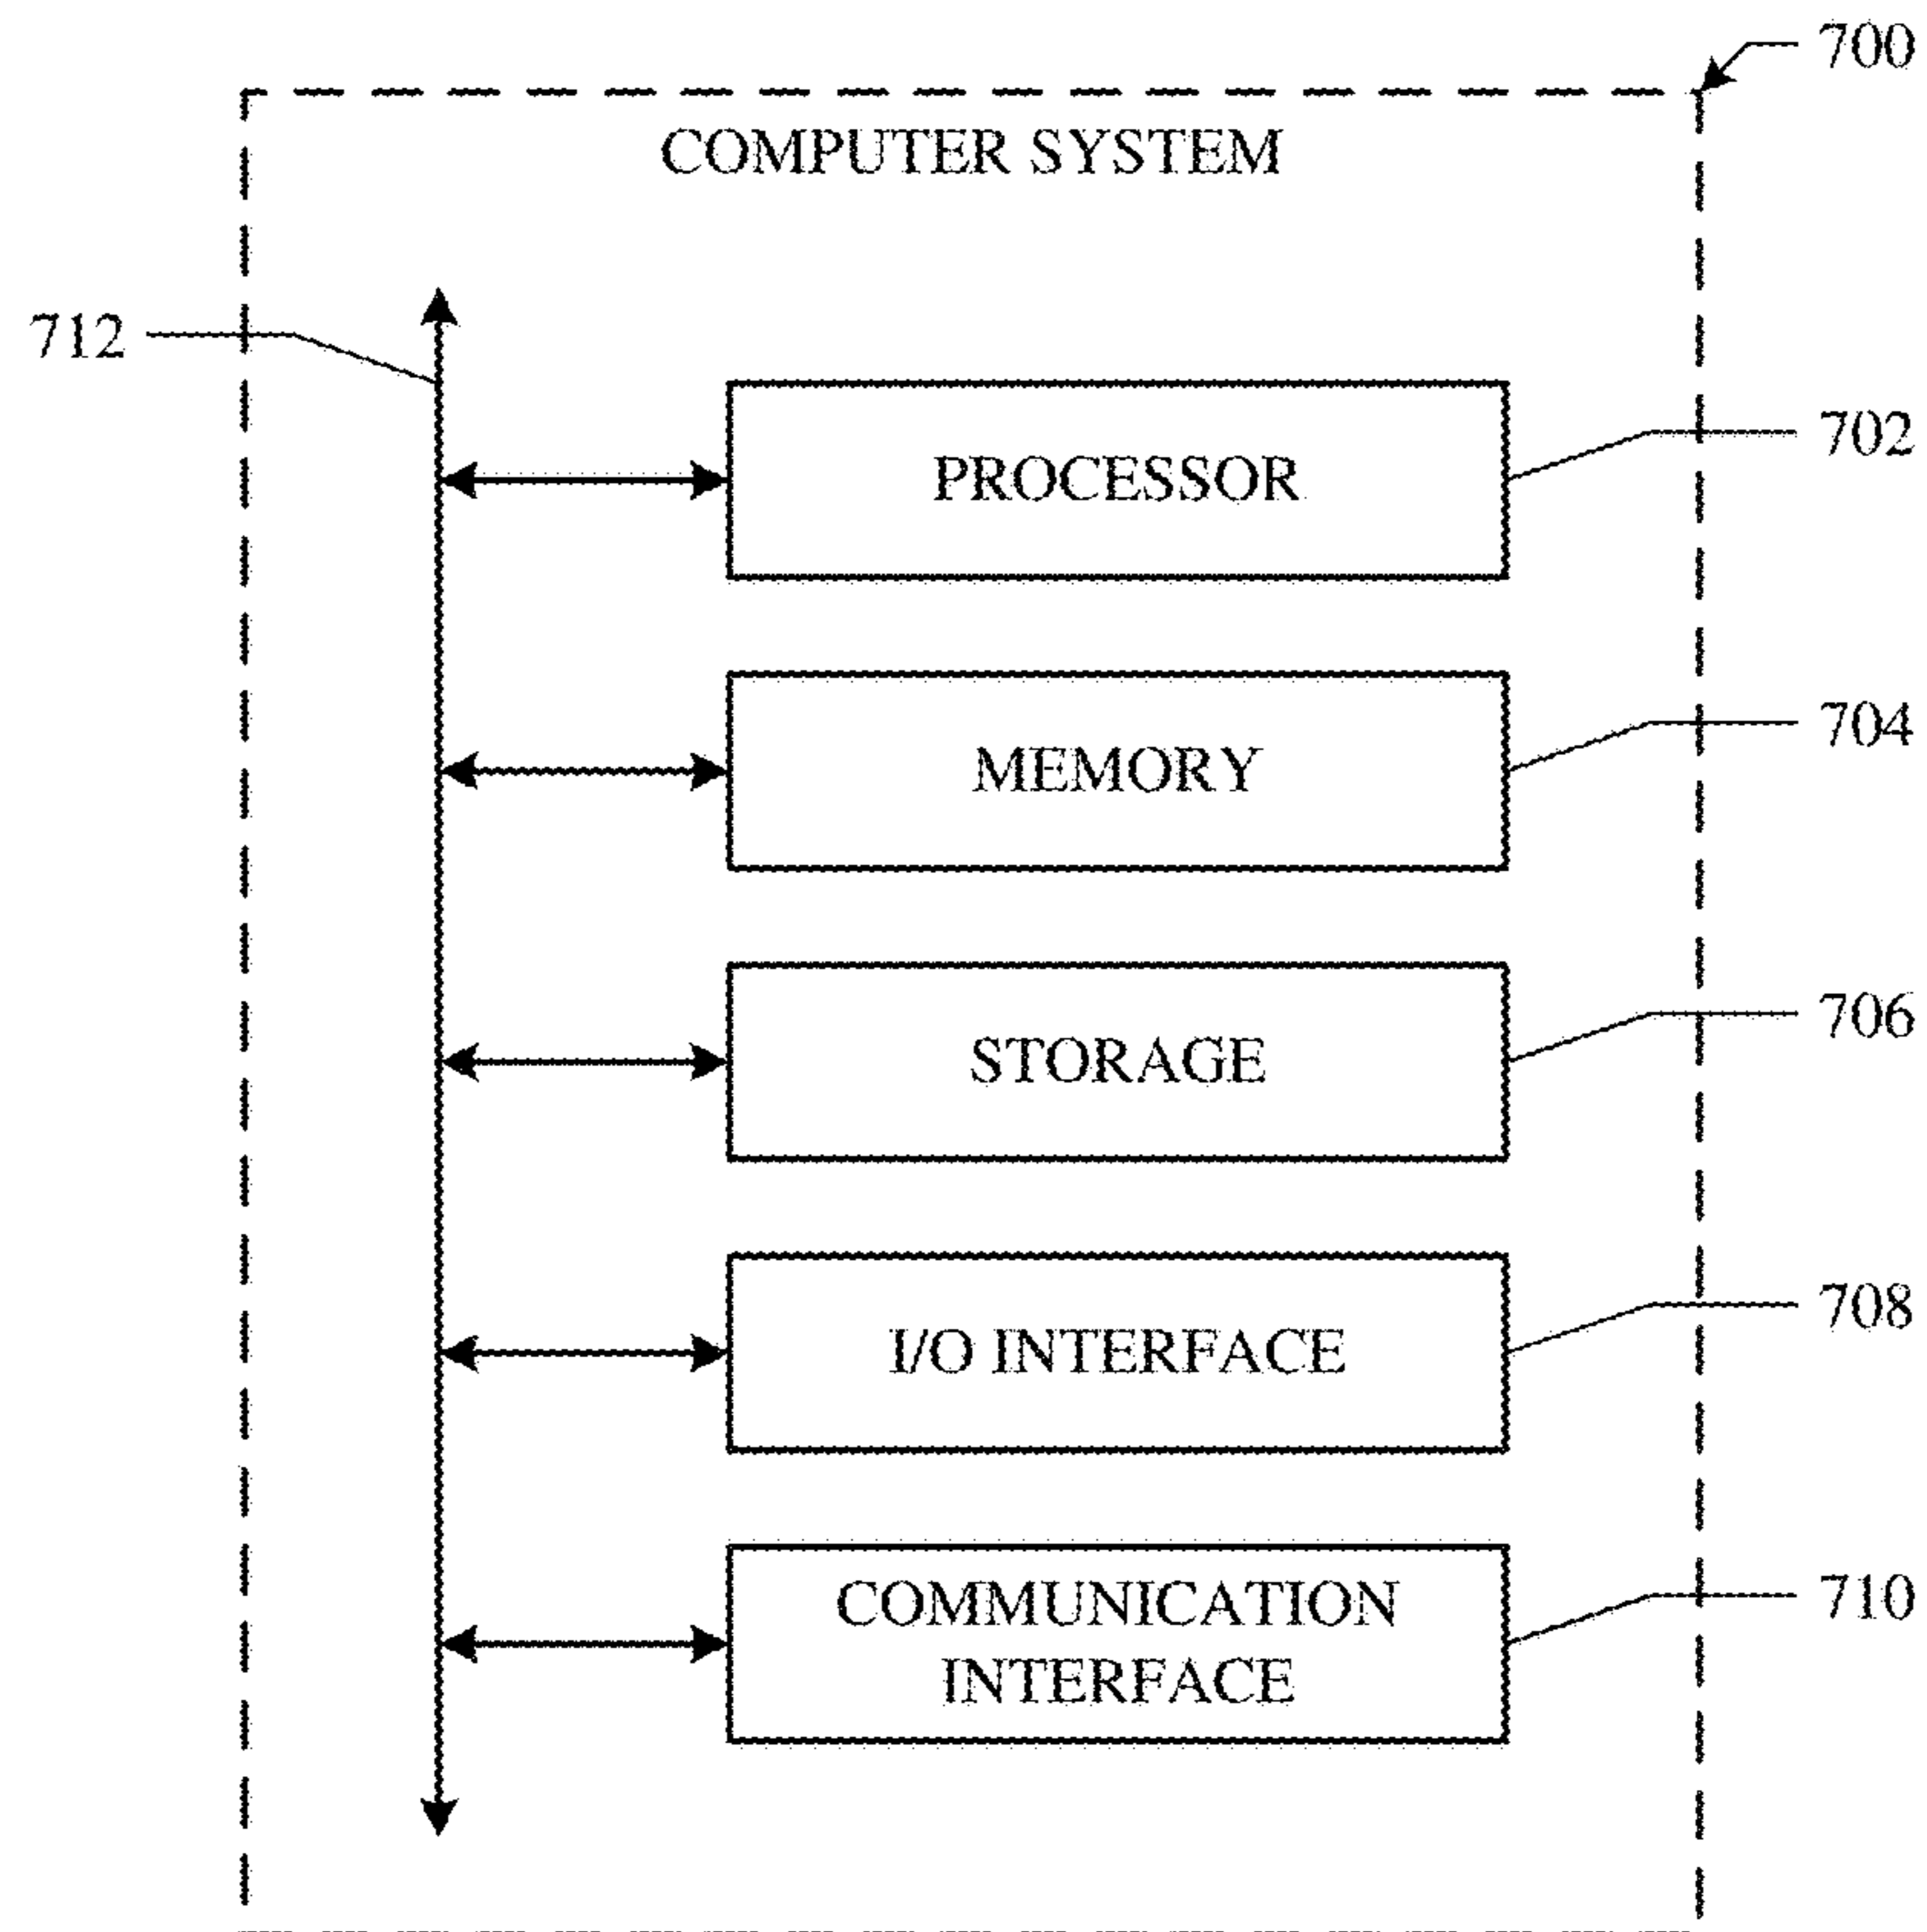 700
COMPUTER SYSTEM
712
702
PROCESSOR
704
MEMORY
706
STORAGE
708
I/O INTERFACE
710
COMMUNICATION
INTERFACE